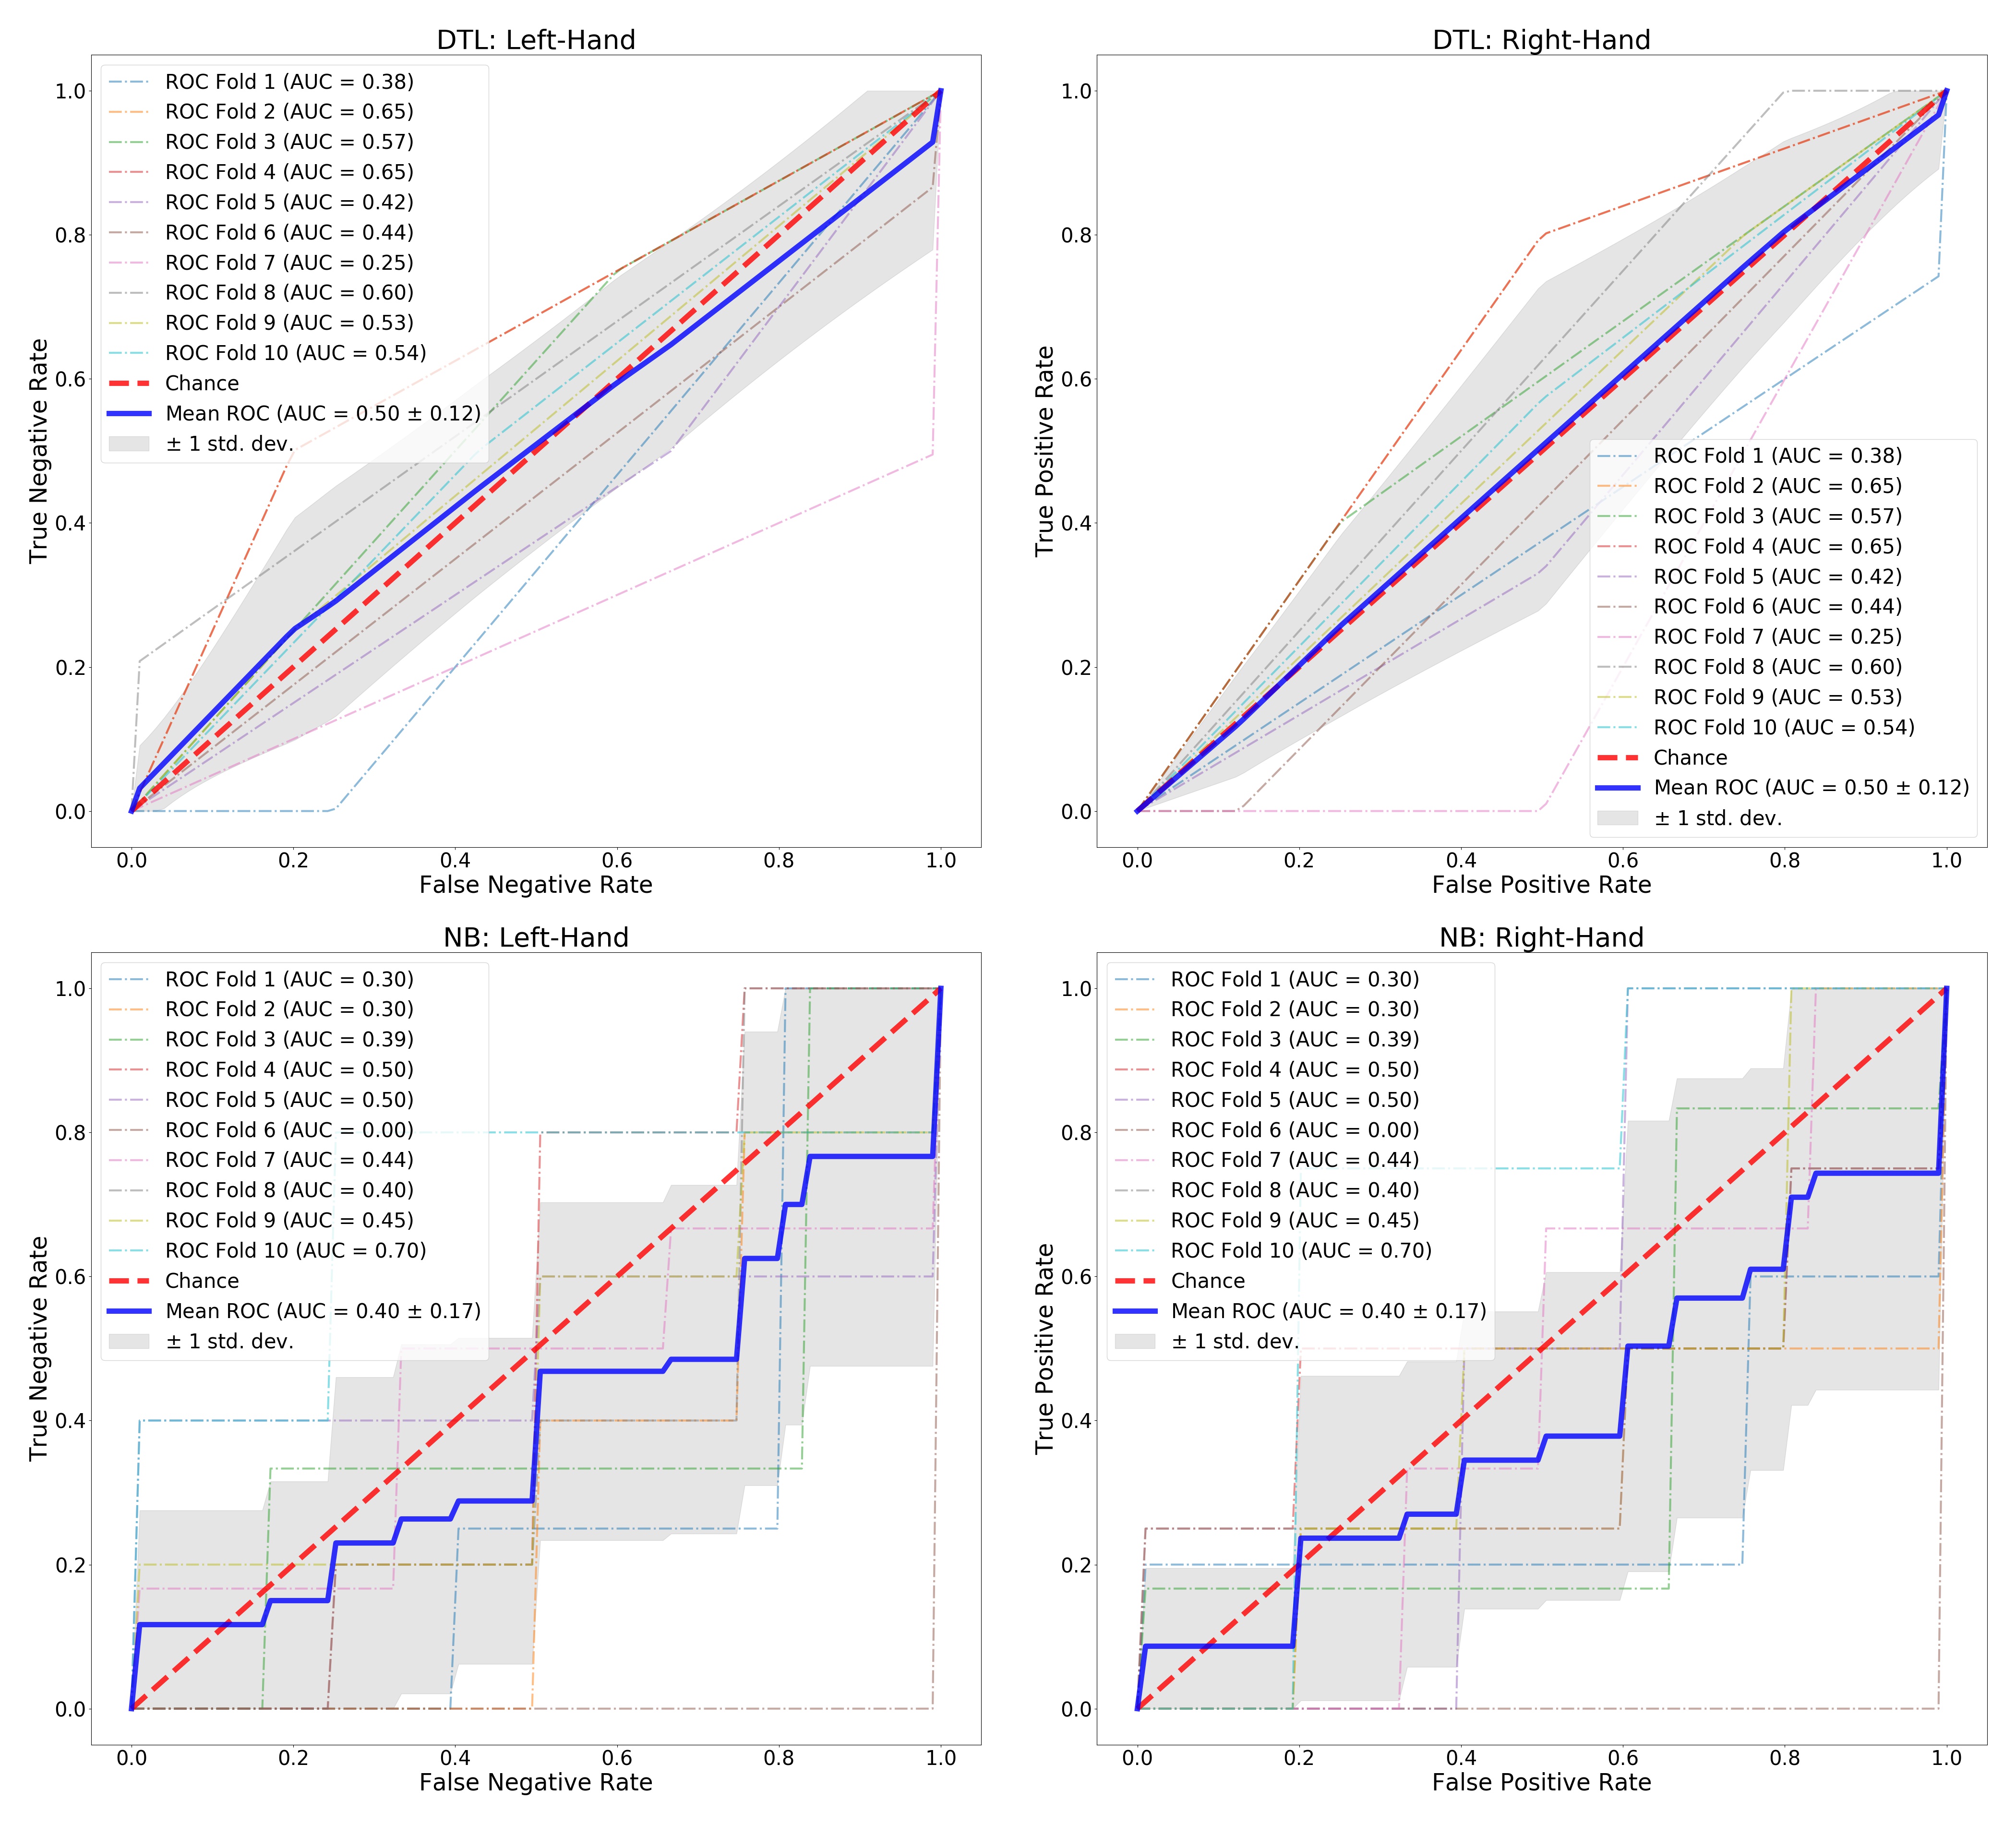 DTL: Left-Hand
True Negative Rate
1.0
0.8
0.6
0.4
0.2
0.0
ROC Fold 1 (AUC = 0.38)
ROC Fold 2 (AUC = 0.65)
ROC Fold 3 (AUC = 0.57)
ROC Fold 4 (AUC = 0.65)
ROC Fold 5 (AUC = 0.42)
ROC Fold 6 (AUC = 0.44)
ROC Fold 7 (AUC = 0.25)
ROC Fold 8 (AUC = 0.60)
ROC Fold 9 (AUC = 0.53)
ROC Fold 10 (AUC = 0.54)
Chance
Mean ROC (AUC = 0.50 ± 0.12)
± 1 std. dev.
0.0 0.2 0.4 0.6 0.8 1.0
False Negative Rate
DTL: Right-Hand
True Positive Rate
1.0
0.8
0.6
0.4
0.2
0.0
ROC Fold 1 (AUC = 0.38)
ROC Fold 2 (AUC = 0.65)
ROC Fold 3 (AUC = 0.57)
ROC Fold 4 (AUC = 0.65)
ROC Fold 5 (AUC = 0.42)
ROC Fold 6 (AUC = 0.44)
ROC Fold 7 (AUC = 0.25)
ROC Fold 8 (AUC = 0.60)
ROC Fold 9 (AUC = 0.53)
ROC Fold 10 (AUC = 0.54)
Chance
Mean ROC (AUC = 0.50 ± 0.12)
± 1 std. dev.
0.0 0.2 0.4 0.6 0.8 1.0
False Positive Rate
NB: Left-Hand
True Negative Rate
1.0
0.8
0.6
0.4
0.2
0.0
ROC Fold 1 (AUC = 0.30)
ROC Fold 2 (AUC = 0.30)
ROC Fold 3 (AUC = 0.39)
ROC Fold 4 (AUC = 0.50)
ROC Fold 5 (AUC = 0.50)
ROC Fold 6 (AUC = 0.00)
ROC Fold 7 (AUC = 0.44)
ROC Fold 8 (AUC = 0.40)
ROC Fold 9 (AUC = 0.45)
ROC Fold 10 (AUC = 0.70)
Chance
Mean ROC (AUC = 0.40 ± 0.17)
± 1 std. dev.
0.0 0.2 0.4 0.6 0.8 1.0
False Negative Rate
NB: Right-Hand
True Positive Rate
1.0
0.8
0.6
0.4
0.2
0.0
ROC Fold 1 (AUC = 0.30)
ROC Fold 2 (AUC = 0.30)
ROC Fold 3 (AUC = 0.39)
ROC Fold 4 (AUC = 0.50)
ROC Fold 5 (AUC = 0.50)
ROC Fold 6 (AUC = 0.00)
ROC Fold 7 (AUC = 0.44)
ROC Fold 8 (AUC = 0.40)
ROC Fold 9 (AUC = 0.45)
ROC Fold 10 (AUC = 0.70)
Chance
Mean ROC (AUC = 0.40 ± 0.17)
± 1 std. dev.
0.0 0.2 0.4 0.6 0.8 1.0
False Positive Rate